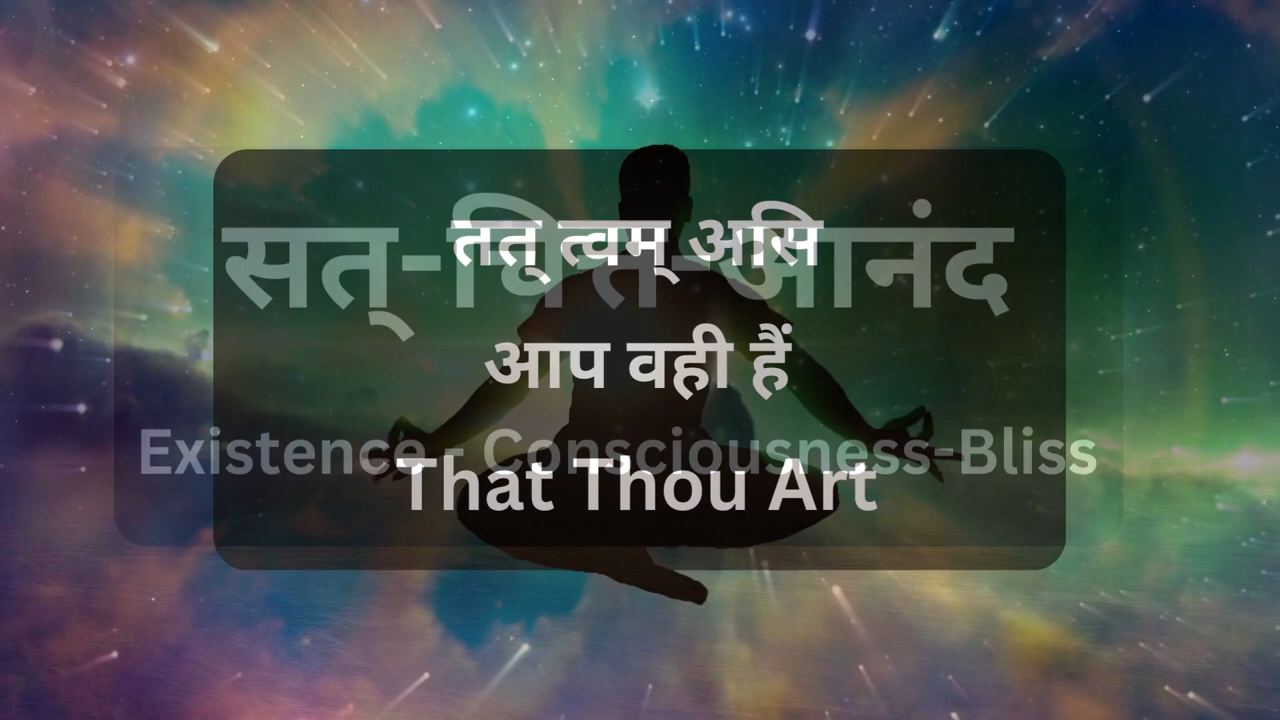 सत्-चित-आनंद
तत् त्वम् असि
आप वही हैं
Existence - Consciousness-Bliss
That Thou Art